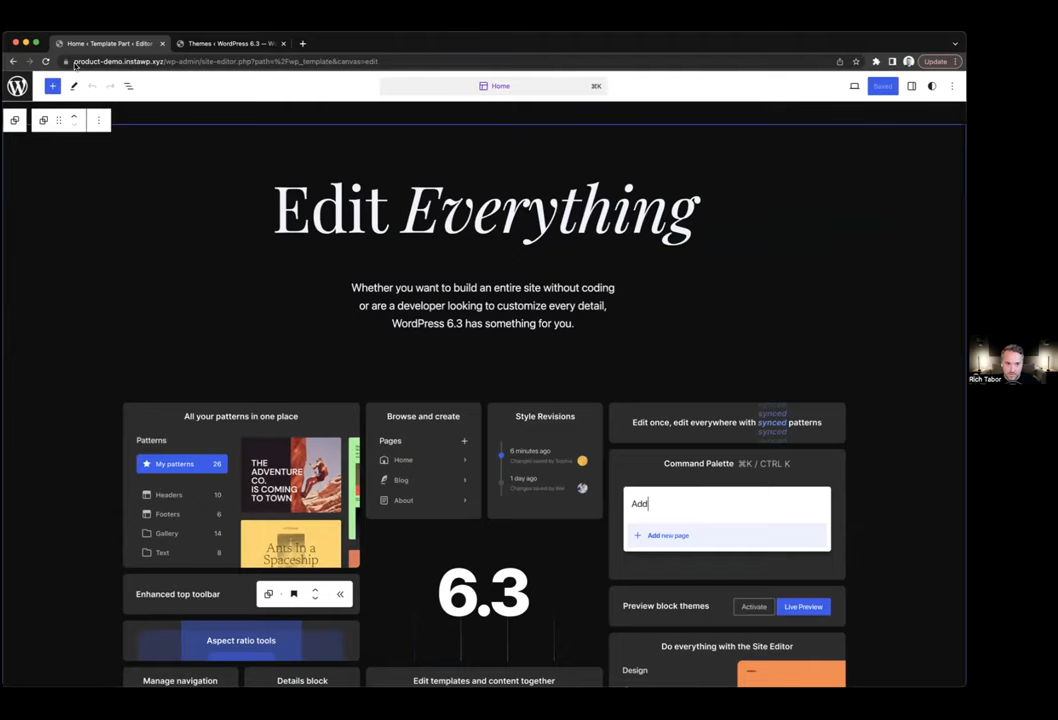 Home ‹ Template Part ‹ Editor
Themes ‹ WordPress 6.3 — W
product-demo.instawp.xyz/wp-admin/site-editor.php?path=%2Fwp_template&canvas=edit
Update
Home
⌘K
Saved
Edit Everything
Whether you want to build an entire site without coding
or are a developer looking to customize every detail,
WordPress 6.3 has something for you.
All your patterns in one place
Patterns
My patterns 26
Headers 10
Footers 6
Gallery 14
Text 8
THE
ADVENTURE
CO.
IS COMING
TO TOWN
Ants In a
Spaceship
Browse and create
Pages +
Home
Blog
About
Style Revisions
6 minutes ago
Changes saved by Sophia
1 day ago
synced
Edit once, edit everywhere with synced patterns
synced
Command Palette ⌘K / CTRL K
Add
+ Add new page
Rich Tabor
Enhanced top toolbar
6.3
Preview block themes
Activate
Live Preview
Aspect ratio tools
Do everything with the Site Editor
Design
Manage navigation
Details block
Edit templates and content together